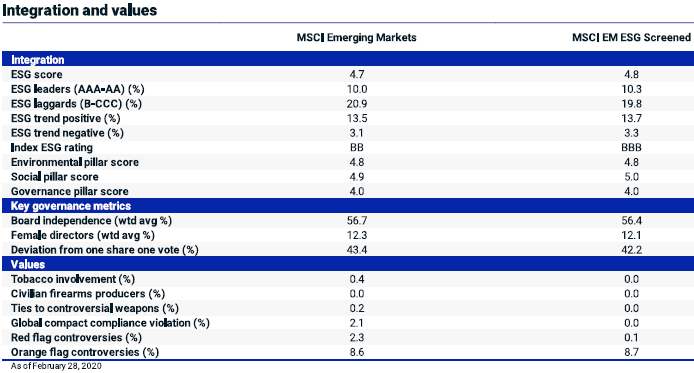 Integration and values
MSCI Emerging Markets MSCI EM ESG Screened
Integration
ESG score 4.7 4.8
ESG leaders (AAA-AA) (%) 10.0 10.3
ESG laggards (B-CCC) (%) 20.9 19.8
ESG trend positive (%) 13.5 13.7
ESG trend negative (%) 3.1 3.3
Index ESG rating BB BBB
Environmental pillar score 4.8 4.8
Social pillar score 4.9 5.0
Governance pillar score 4.0 4.0
Key governance metrics
Board independence (wtd avg %) 56.7 56.4
Female directors (wtd avg %) 12.3 12.1
Deviation from one share one vote (%) 43.4 42.2
Values
Tobacco involvement (%) 0.4 0.0
Civilian firearms producers (%) 0.0 0.0
Ties to controversial weapons (%) 0.2 0.0
Global compact compliance violation (%) 2.1 0.0
Red flag controversies (%) 2.3 0.1
Orange flag controversies (%) 8.6 8.7
As of February 28, 2020